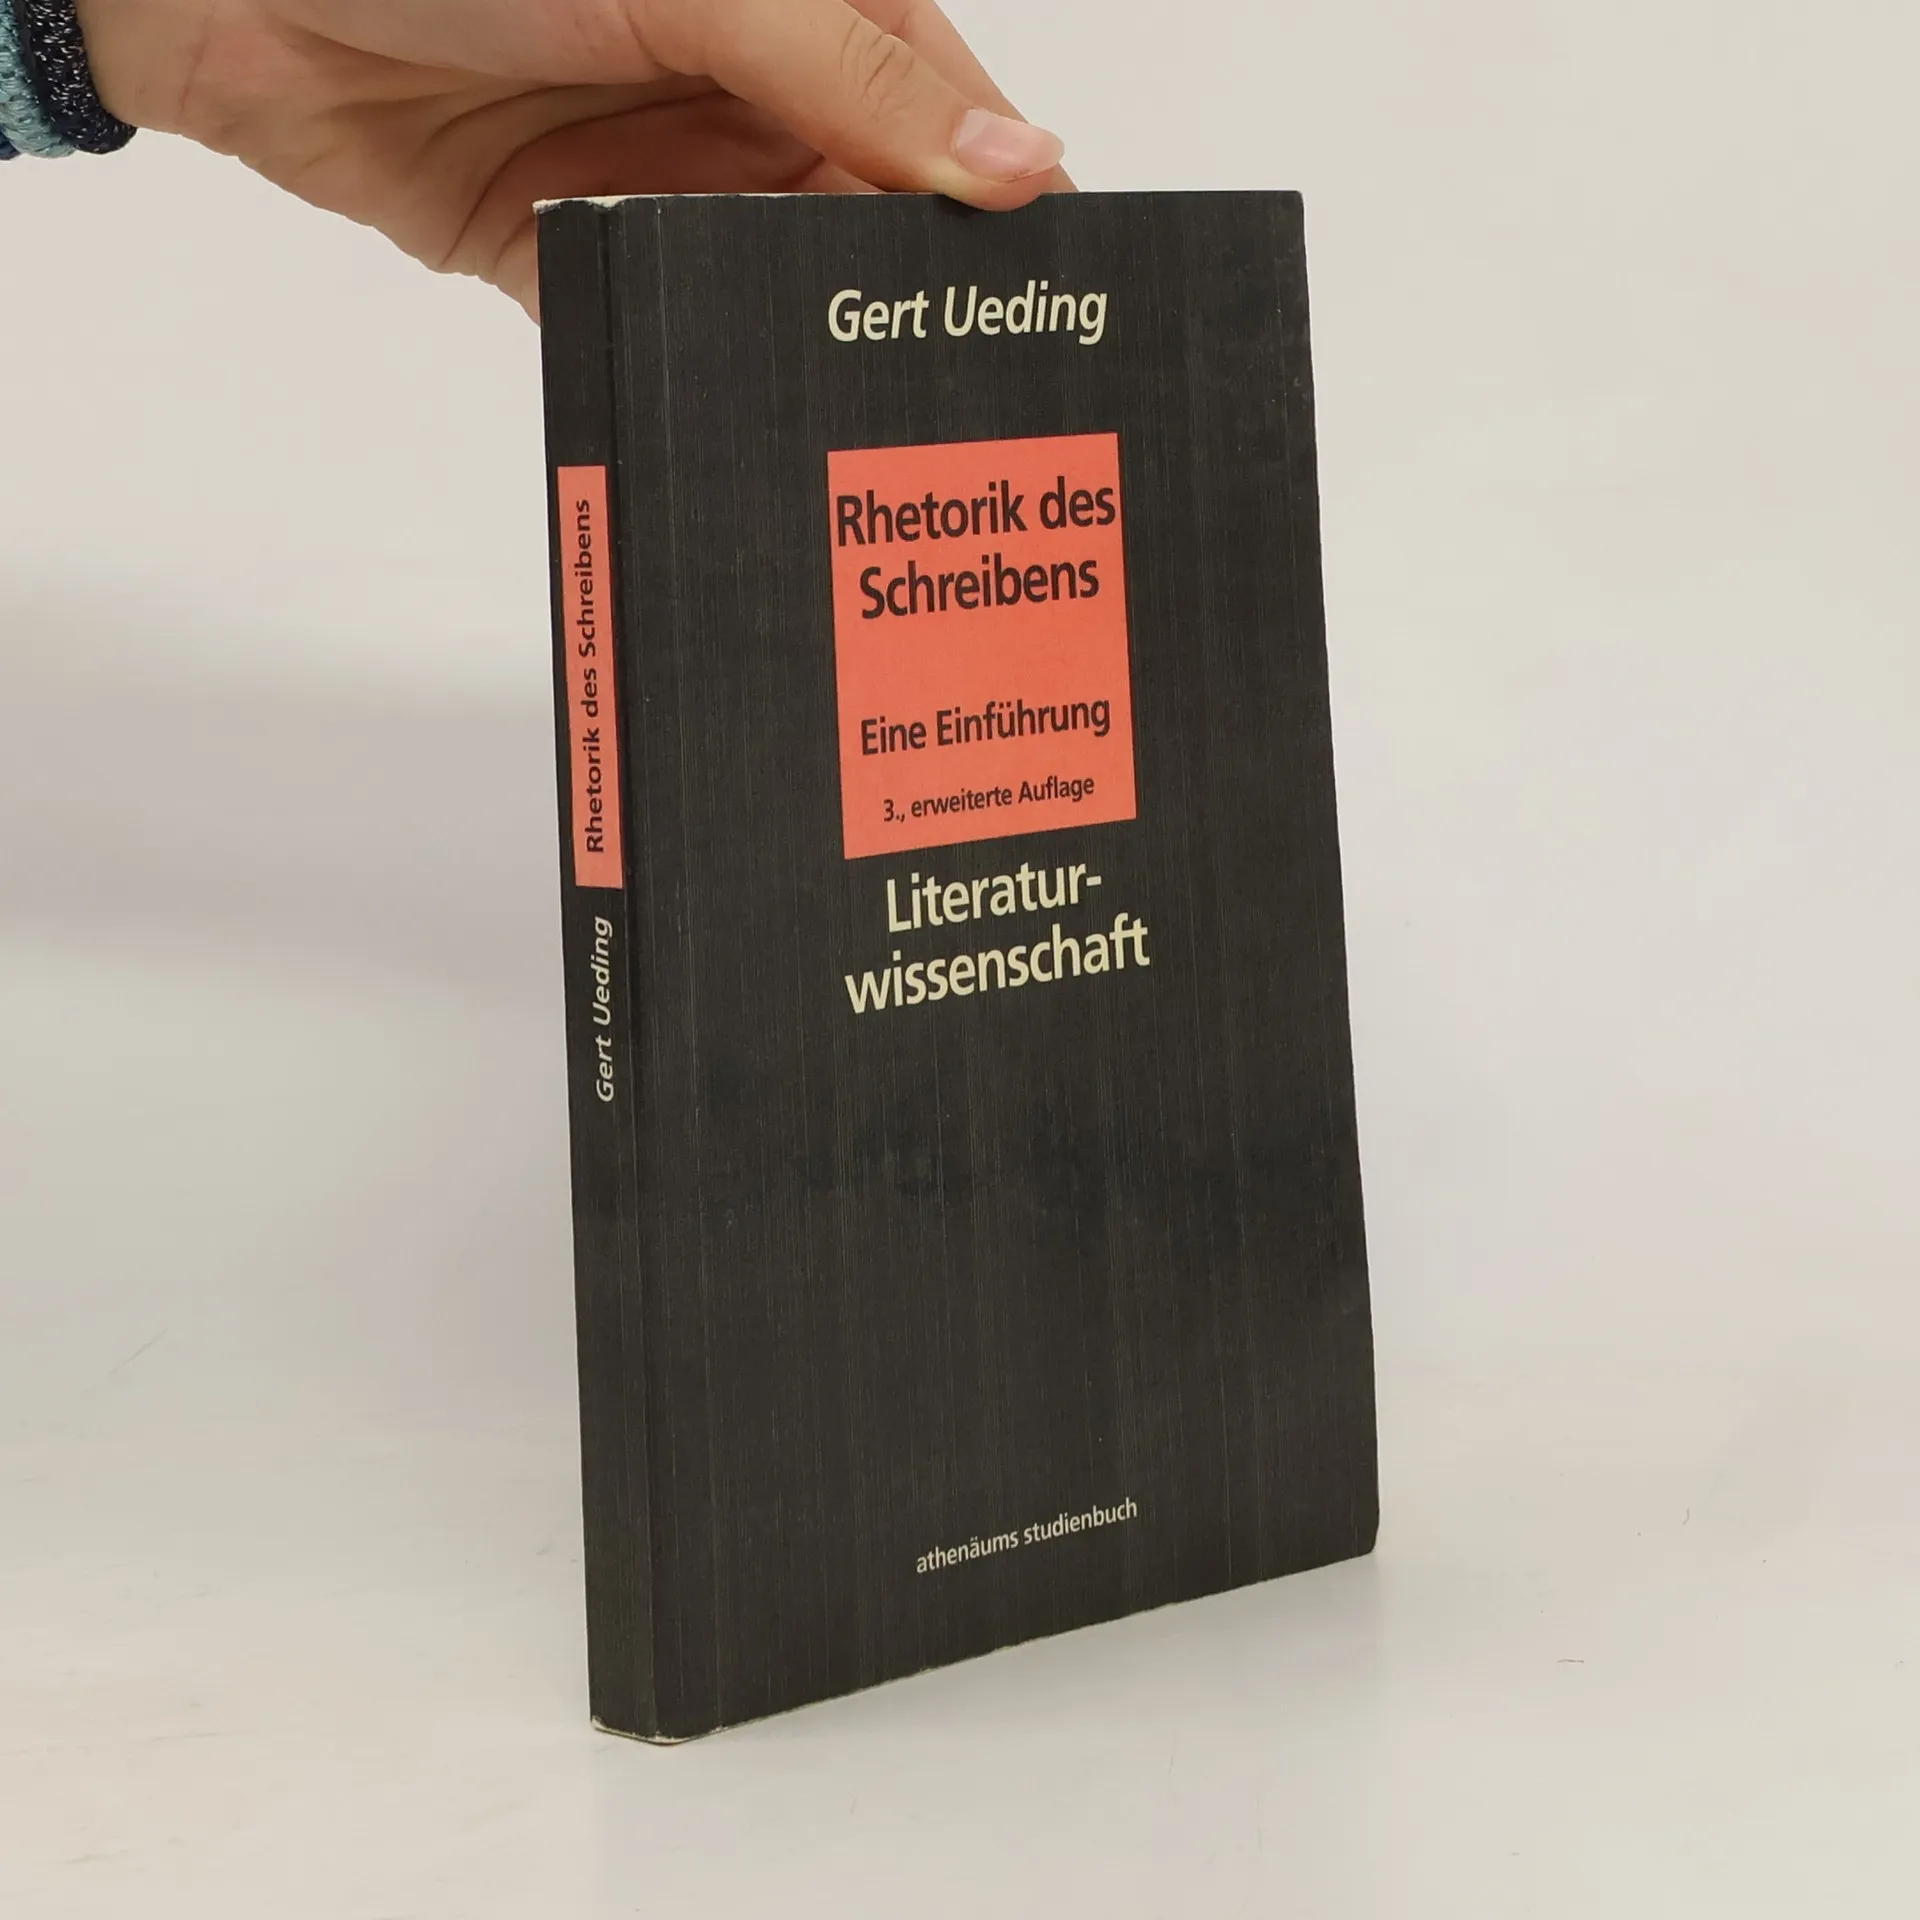 Gert Ueding
Rhetorik des
Schreibens
Eine Einführung
3., erweiterte Auflage
Literatur-
wissenschaft
athenäums studienbuch
Gert Ueding Rhetorik des Schreibens